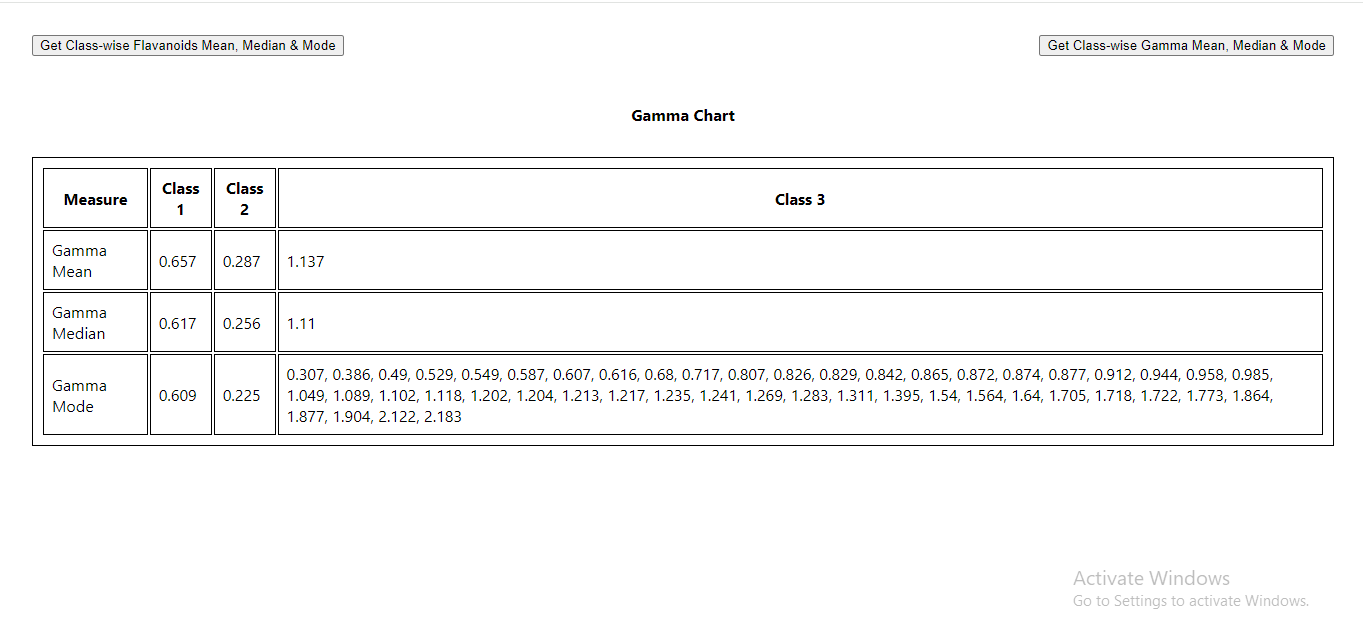 Get Class-wise Flavanoids Mean, Median & Mode
Get Class-wise Gamma Mean, Median & Mode
Gamma Chart
Measure
Class
1
Class
2
Class 3
Gamma
Mean
0.657
0.287
1.137
Gamma
Median
0.617
0.256
1.11
Gamma
Mode
0.609
0.225
0.307, 0.386, 0.49, 0.529, 0.549, 0.587, 0.607, 0.616, 0.68, 0.717, 0.807, 0.826, 0.829, 0.842, 0.865, 0.872, 0.874, 0.877, 0.912, 0.944, 0.958, 0.985,
1.049, 1.089, 1.102, 1.118, 1.202, 1.204, 1.213, 1.217, 1.235, 1.241, 1.269, 1.283, 1.311, 1.395, 1.54, 1.564, 1.64, 1.705, 1.718, 1.722, 1.773, 1.864,
1.877, 1.904, 2.122, 2.183
Activate Windows
Go to Settings to activate Windows.